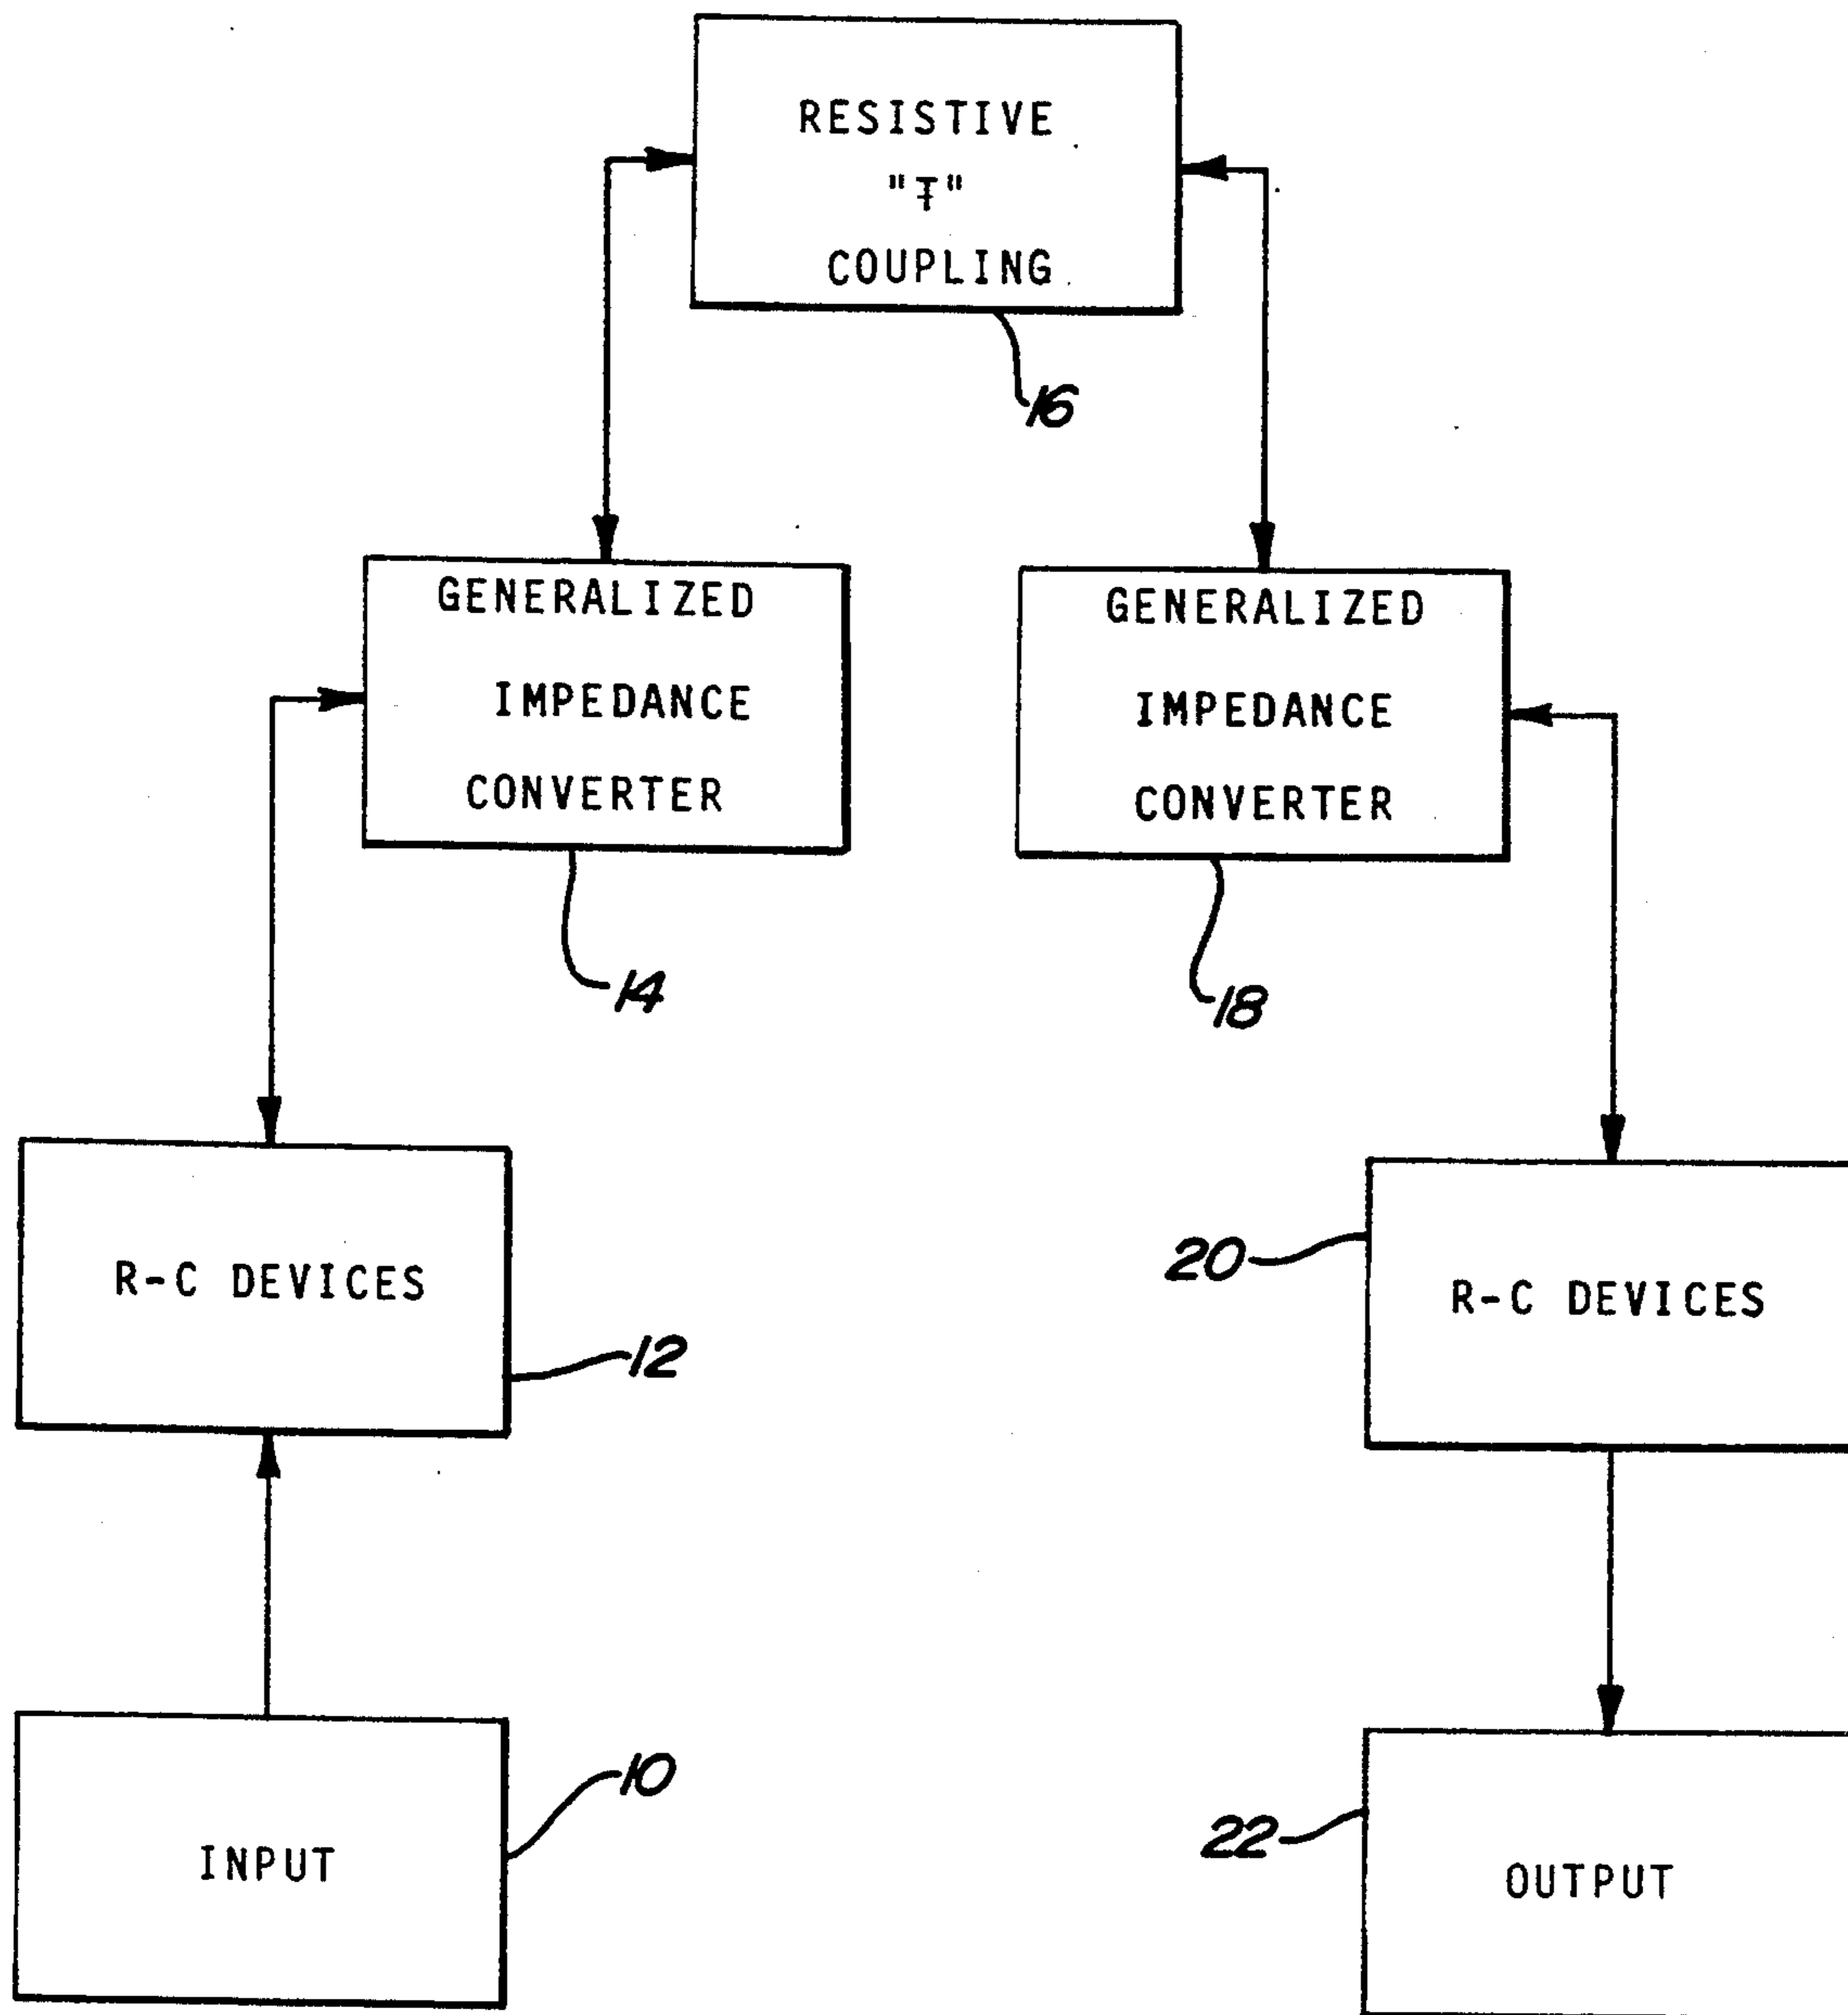 RESISTIVE
"T"
COUPLING
16
GENERALIZED
IMPEDANCE
CONVERTER
14
GENERALIZED
IMPEDANCE
CONVERTER
18
R-C DEVICES
12
20
R-C DEVICES
INPUT
10
22
OUTPUT